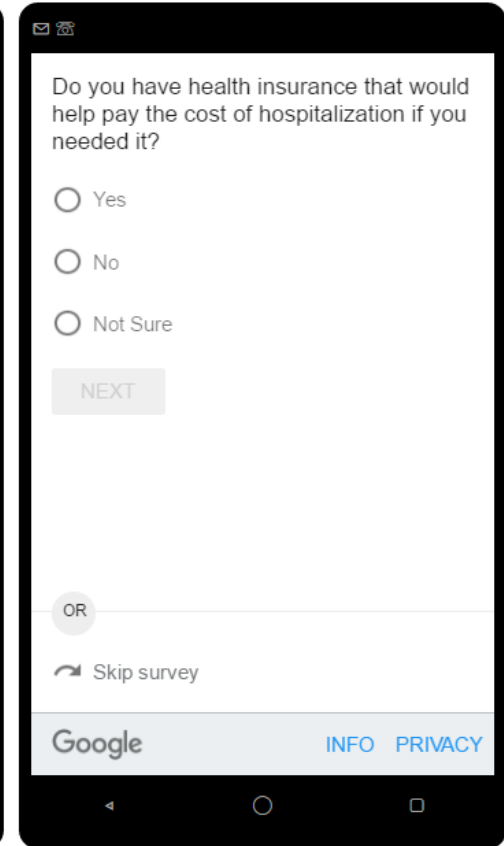 Do you have health insurance that would
help pay the cost of hospitalization if you
needed it?
Yes
No
Not Sure
NEXT
OR
Skip survey
Google INFO PRIVACY